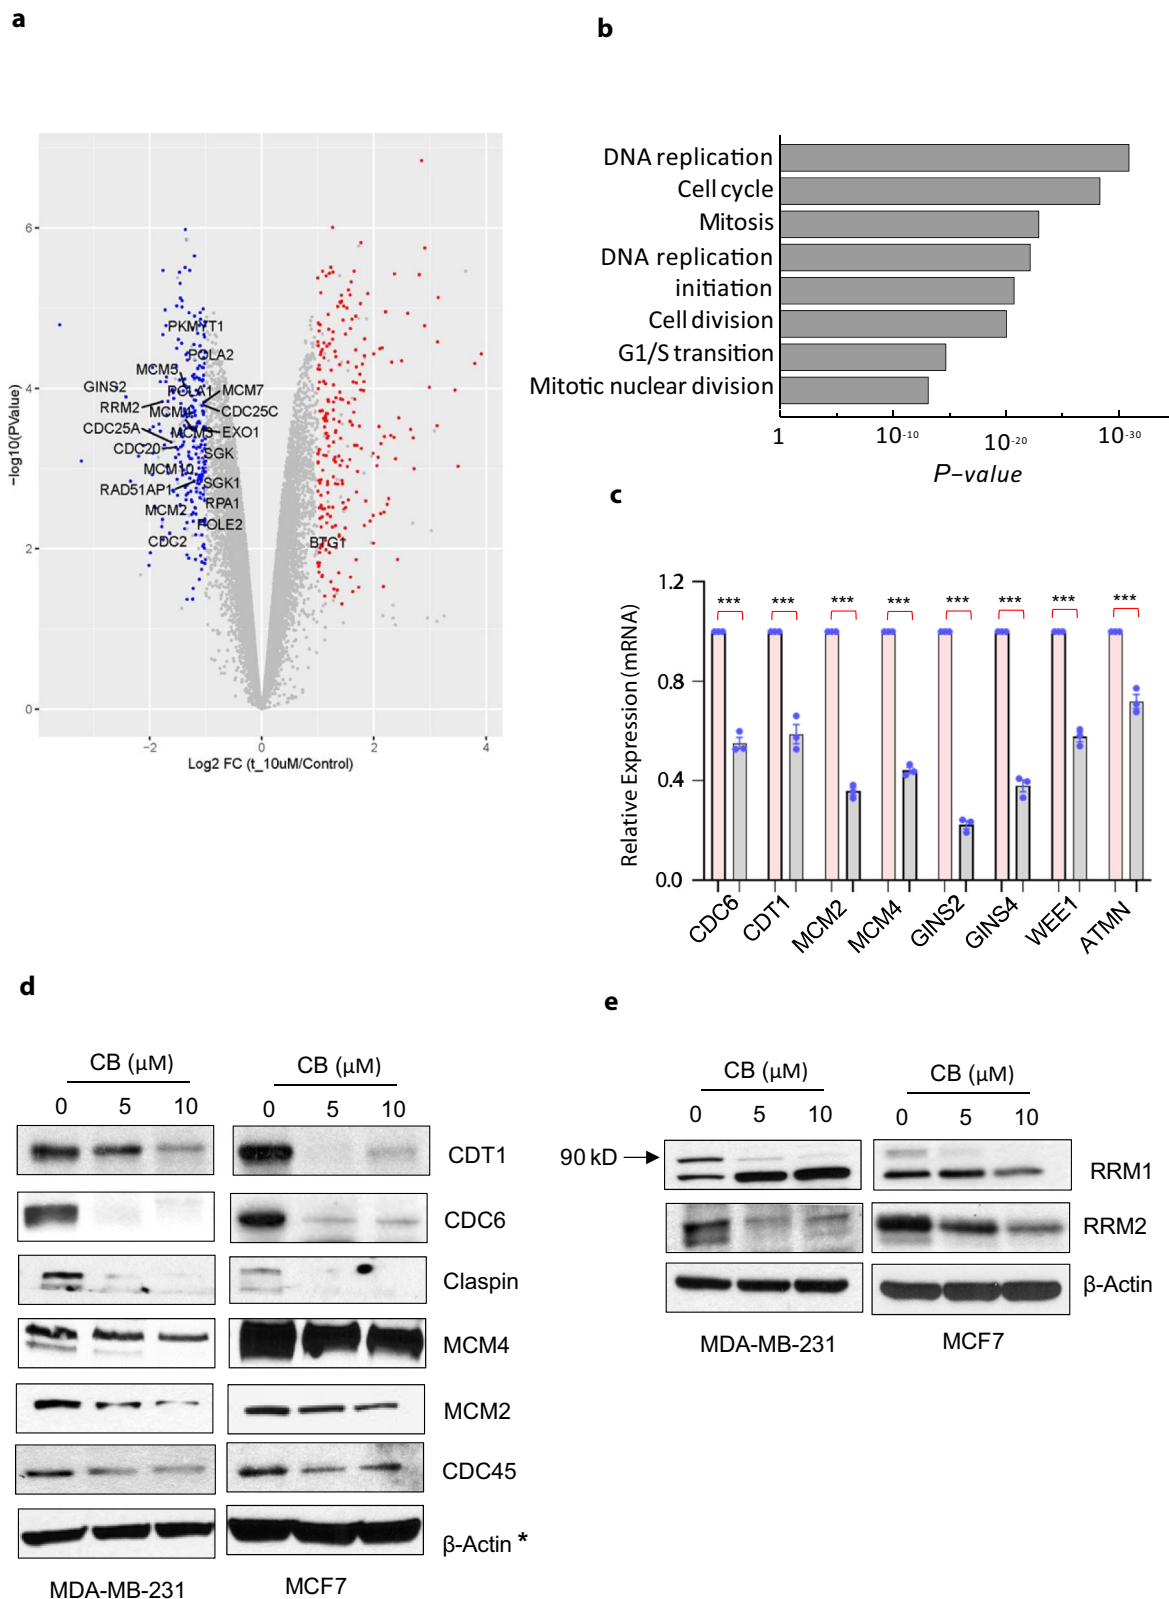 a
−log10(PValue)
6
4
2
0
PKMYT1
POLA2
MCM5
GINS2
POLA1
MCM7
RRM2
MCM4
CDC25C
CDC25A
MCM3
EXO1
CDC20
SGK
MCM10
RAD51AP1
SGK1
MCM2
RPA1
POLE2
CDC2
BTG1
−2
0
2
4
Log2 FC (t_10uM/Control)
b
DNA replication
Cell cycle
Mitosis
DNA replication
initiation
Cell division
G1/S transition
Mitotic nuclear division
1
10-10
10-20
10-30
P-value
c
Relative Expression (mRNA)
1.2
0.8
0.4
0.0
*** *** *** *** *** *** *** ***
CDC6
CDT1
MCM2
MCM4
GINS2
GINS4
WEE1
ATMN
d
CB (µM)
CB (µM)
0 5 10
0 5 10
CDT1
CDC6
Claspin
MCM4
MCM2
CDC45
β-Actin *
MDA-MB-231
MCF7
e
CB (µM)
CB (µM)
0 5 10
0 5 10
90 kD
RRM1
RRM2
β-Actin
MDA-MB-231
MCF7